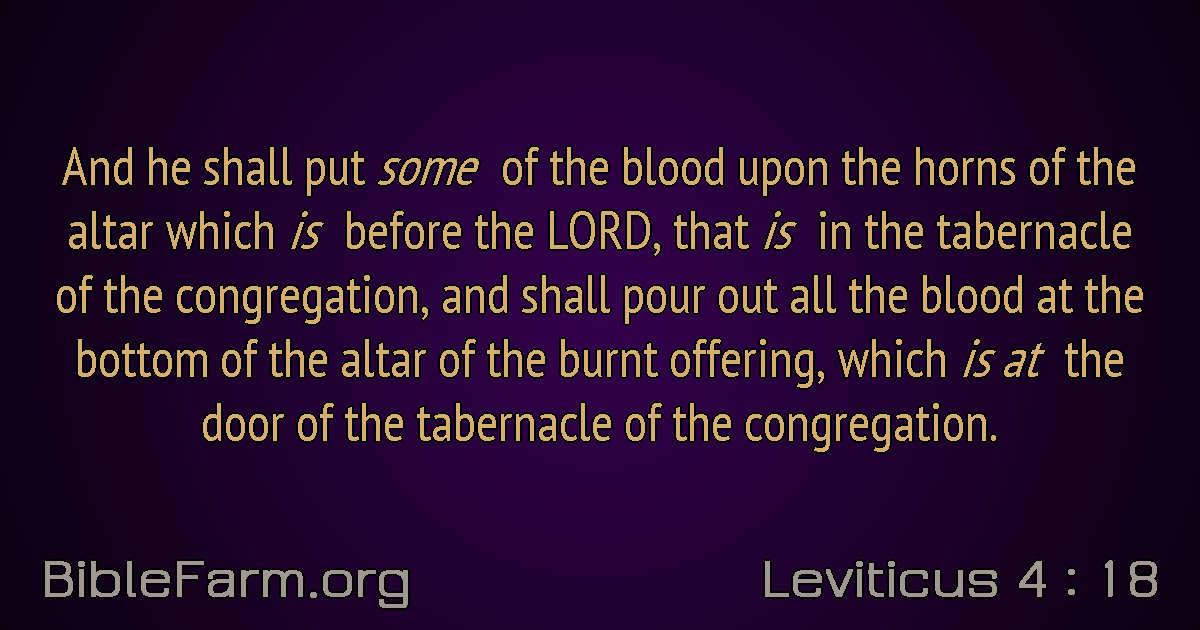 And he shall put some of the blood upon the horns of the
altar which is before the LORD, that is in the tabernacle
of the congregation, and shall pour out all the blood at the
bottom of the altar of the burnt offering, which is at the
door of the tabernacle of the congregation.
BibleFarm.org
Leviticus 4 : 18